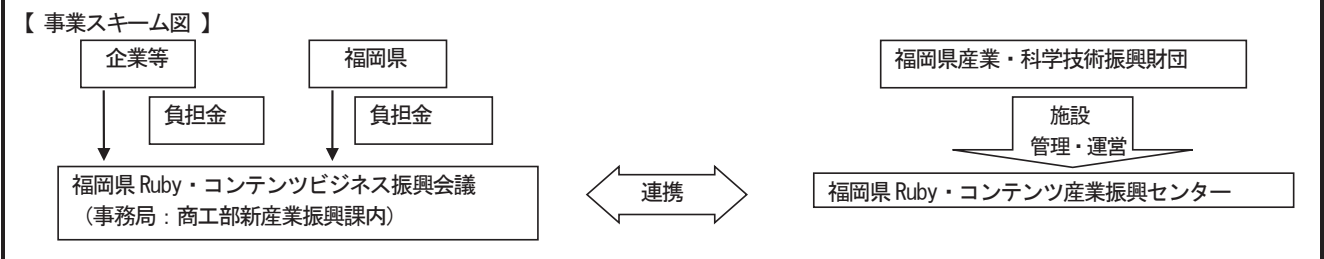 【 事業スキーム図 】
企業等
福岡県
福岡県産業・科学技術振興財団
負担金
負担金
施設
管理・運営
福岡県 Ruby・コンテンツビジネス振興会議
（事務局：商工部新産業振興課内）
連携
福岡県 Ruby・コンテンツ産業振興センター